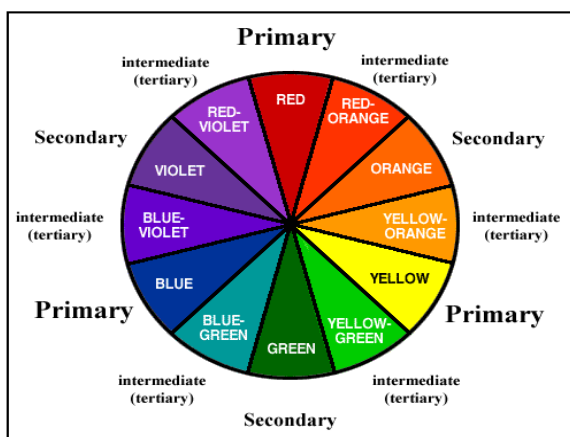 Primary
intermediate
(tertiary)
intermediate
(tertiary)
RED
RED-
VIOLET
RED-
ORANGE
Secondary
Secondary
VIOLET
ORANGE
intermediate
(tertiary)
BLUE-
VIOLET
YELLOW-
ORANGE
intermediate
(tertiary)
BLUE
YELLOW
Primary
Primary
BLUE-
GREEN
YELLOW-
GREEN
GREEN
intermediate
(tertiary)
intermediate
(tertiary)
Secondary